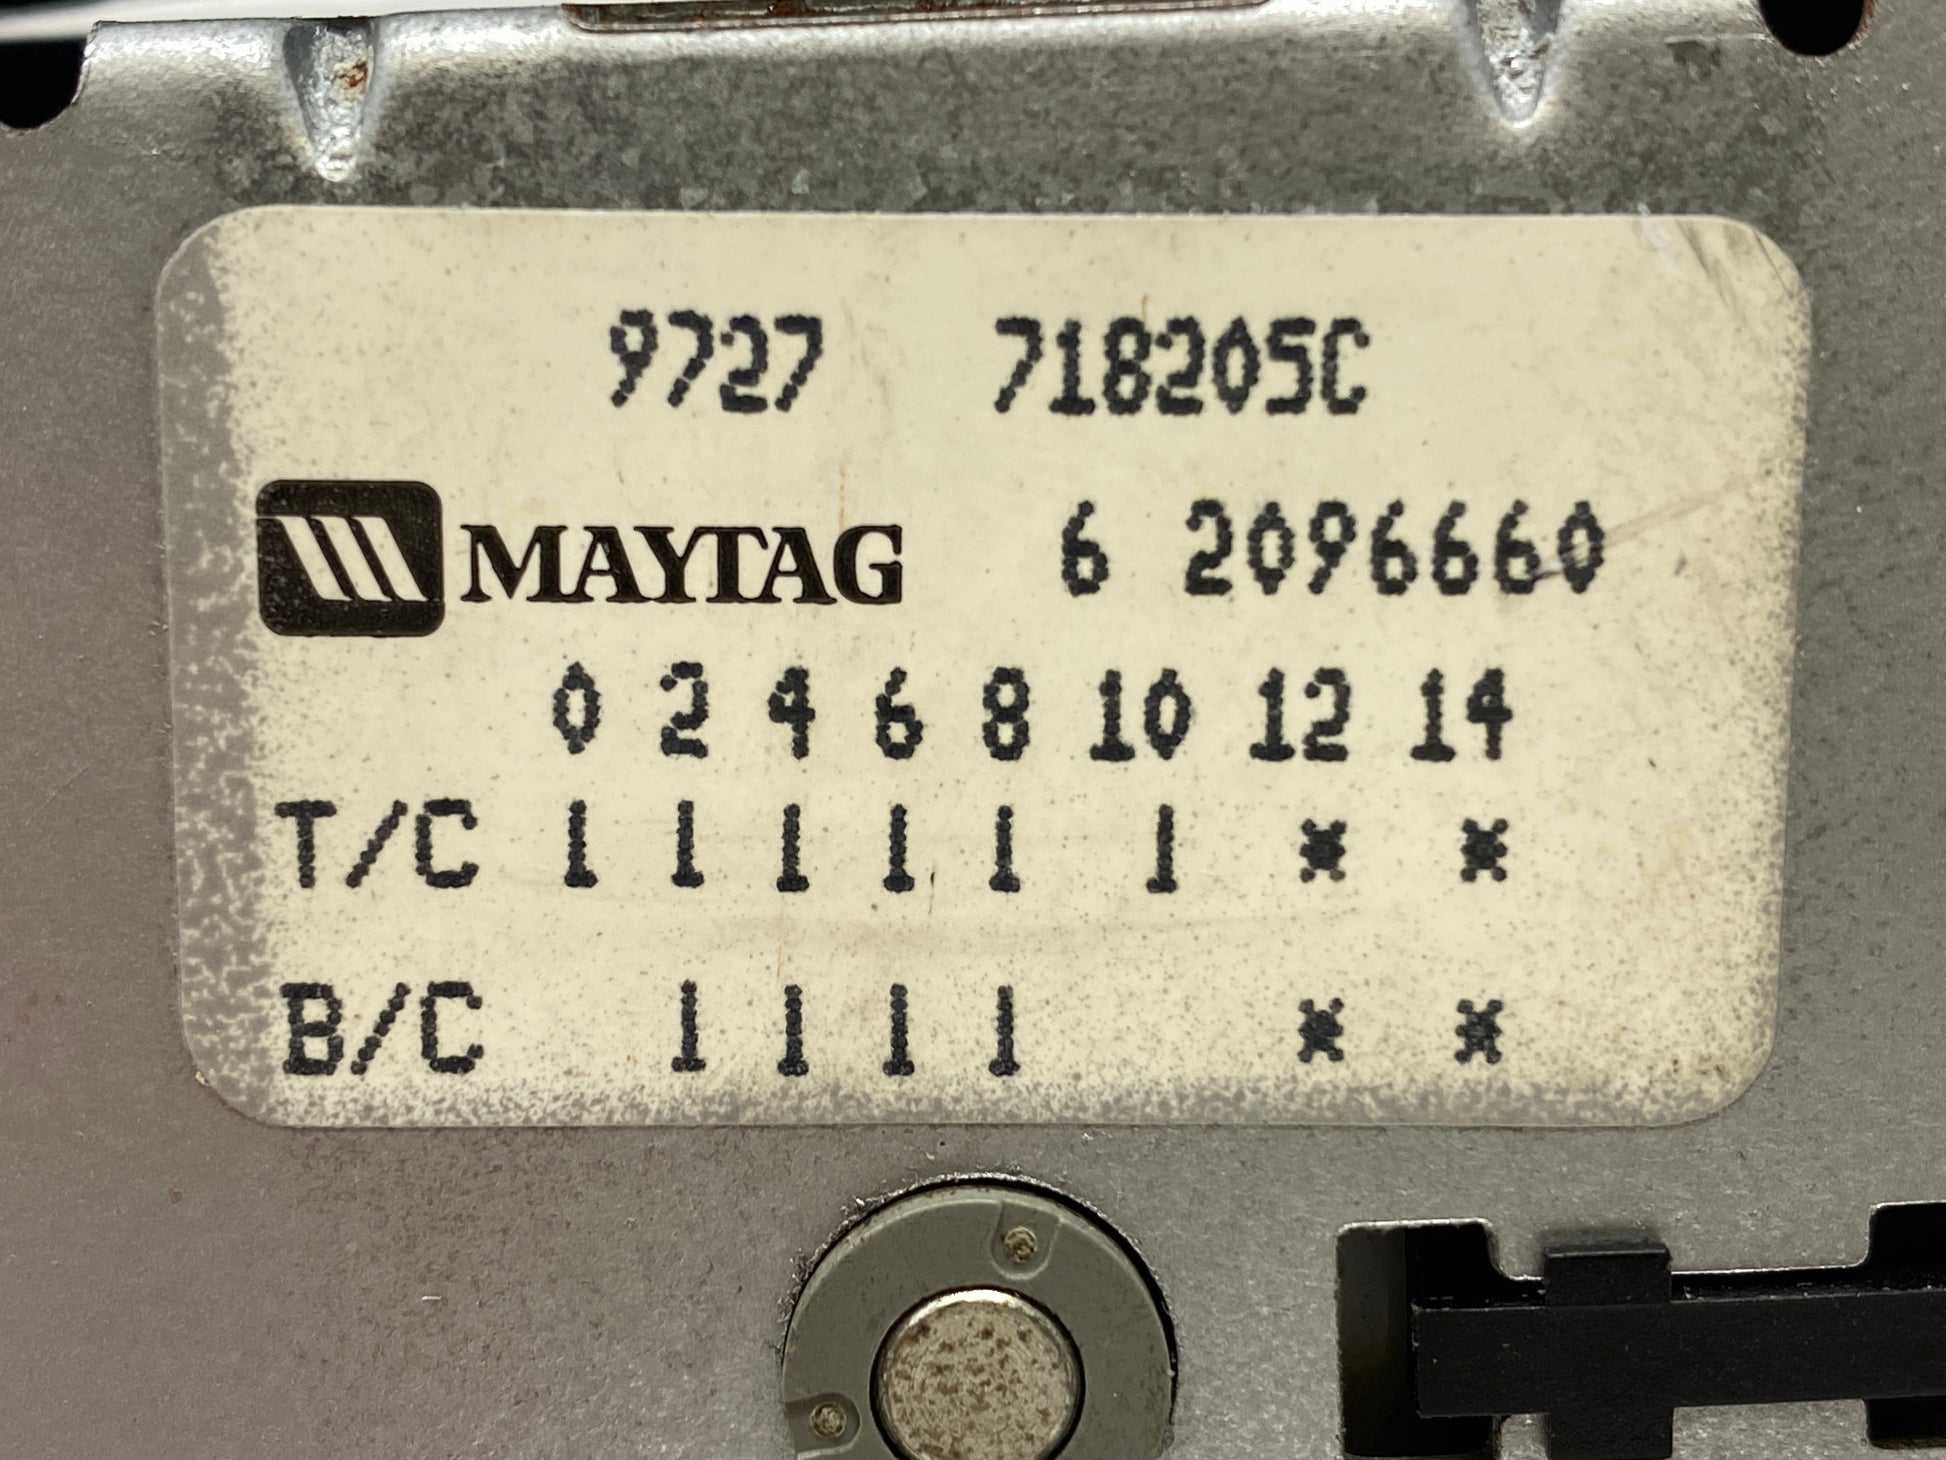 9727 718205C
MAYTAG 6 2096660
0 2 4 6 8 10 12 14
T/C 1 1 1 1 1 1 * *
B/C 1 1 1 1 * *